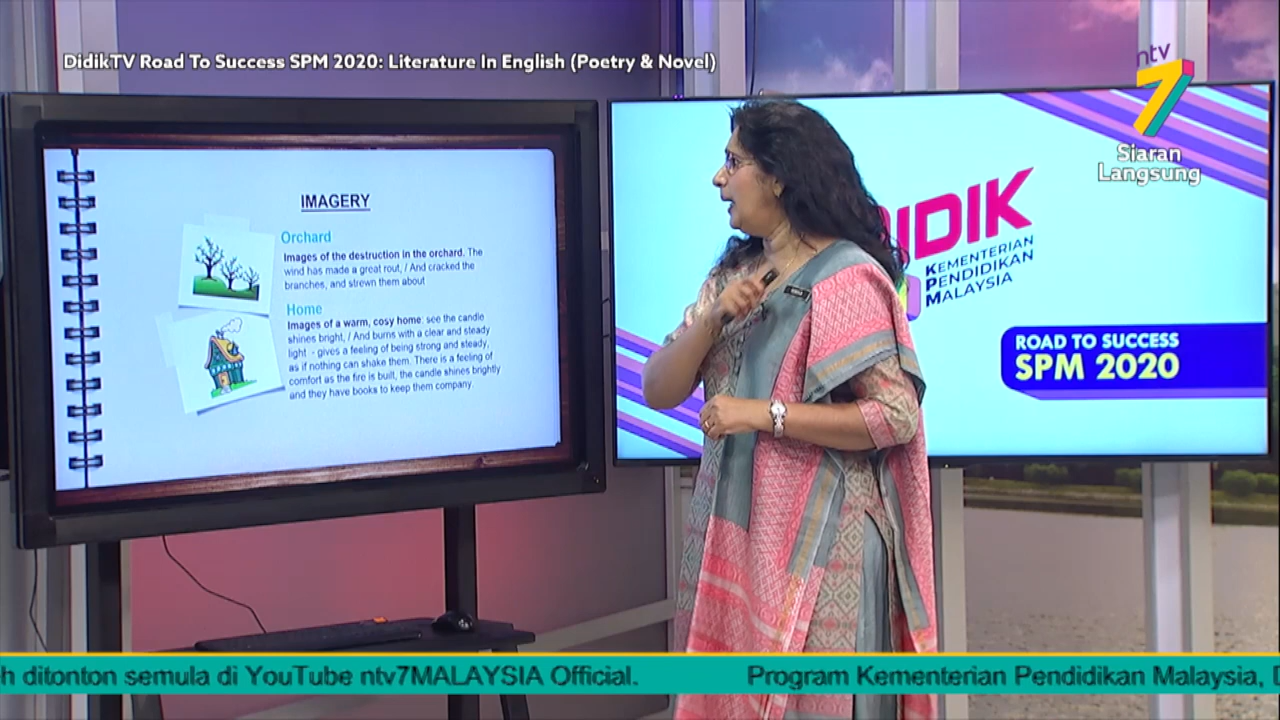 DidikTV Road To Success SPM 2020: Literature In English (Poetry & Novel)
ntv
7
Siaran
Langsung
IMAGERY
Orchard
Images of the destruction in the orchard. The
wind has made a great rout, / And cracked the
branches, and strewn them about
Home
Images of a warm, cosy home: see the candle
shines bright, / And burns with a clear and steady
light - gives a feeling of being strong and steady,
as if nothing can shake them. There is a feeling of
comfort as the fire is built, the candle shines brightly
and they have books to keep them company.
IDIK
KEMENTERIAN
PENDIDIKAN
MALAYSIA
ROAD TO SUCCESS
SPM 2020
h ditonton semula di YouTube ntv7MALAYSIA Official. Program Kementerian Pendidikan Malaysia, D